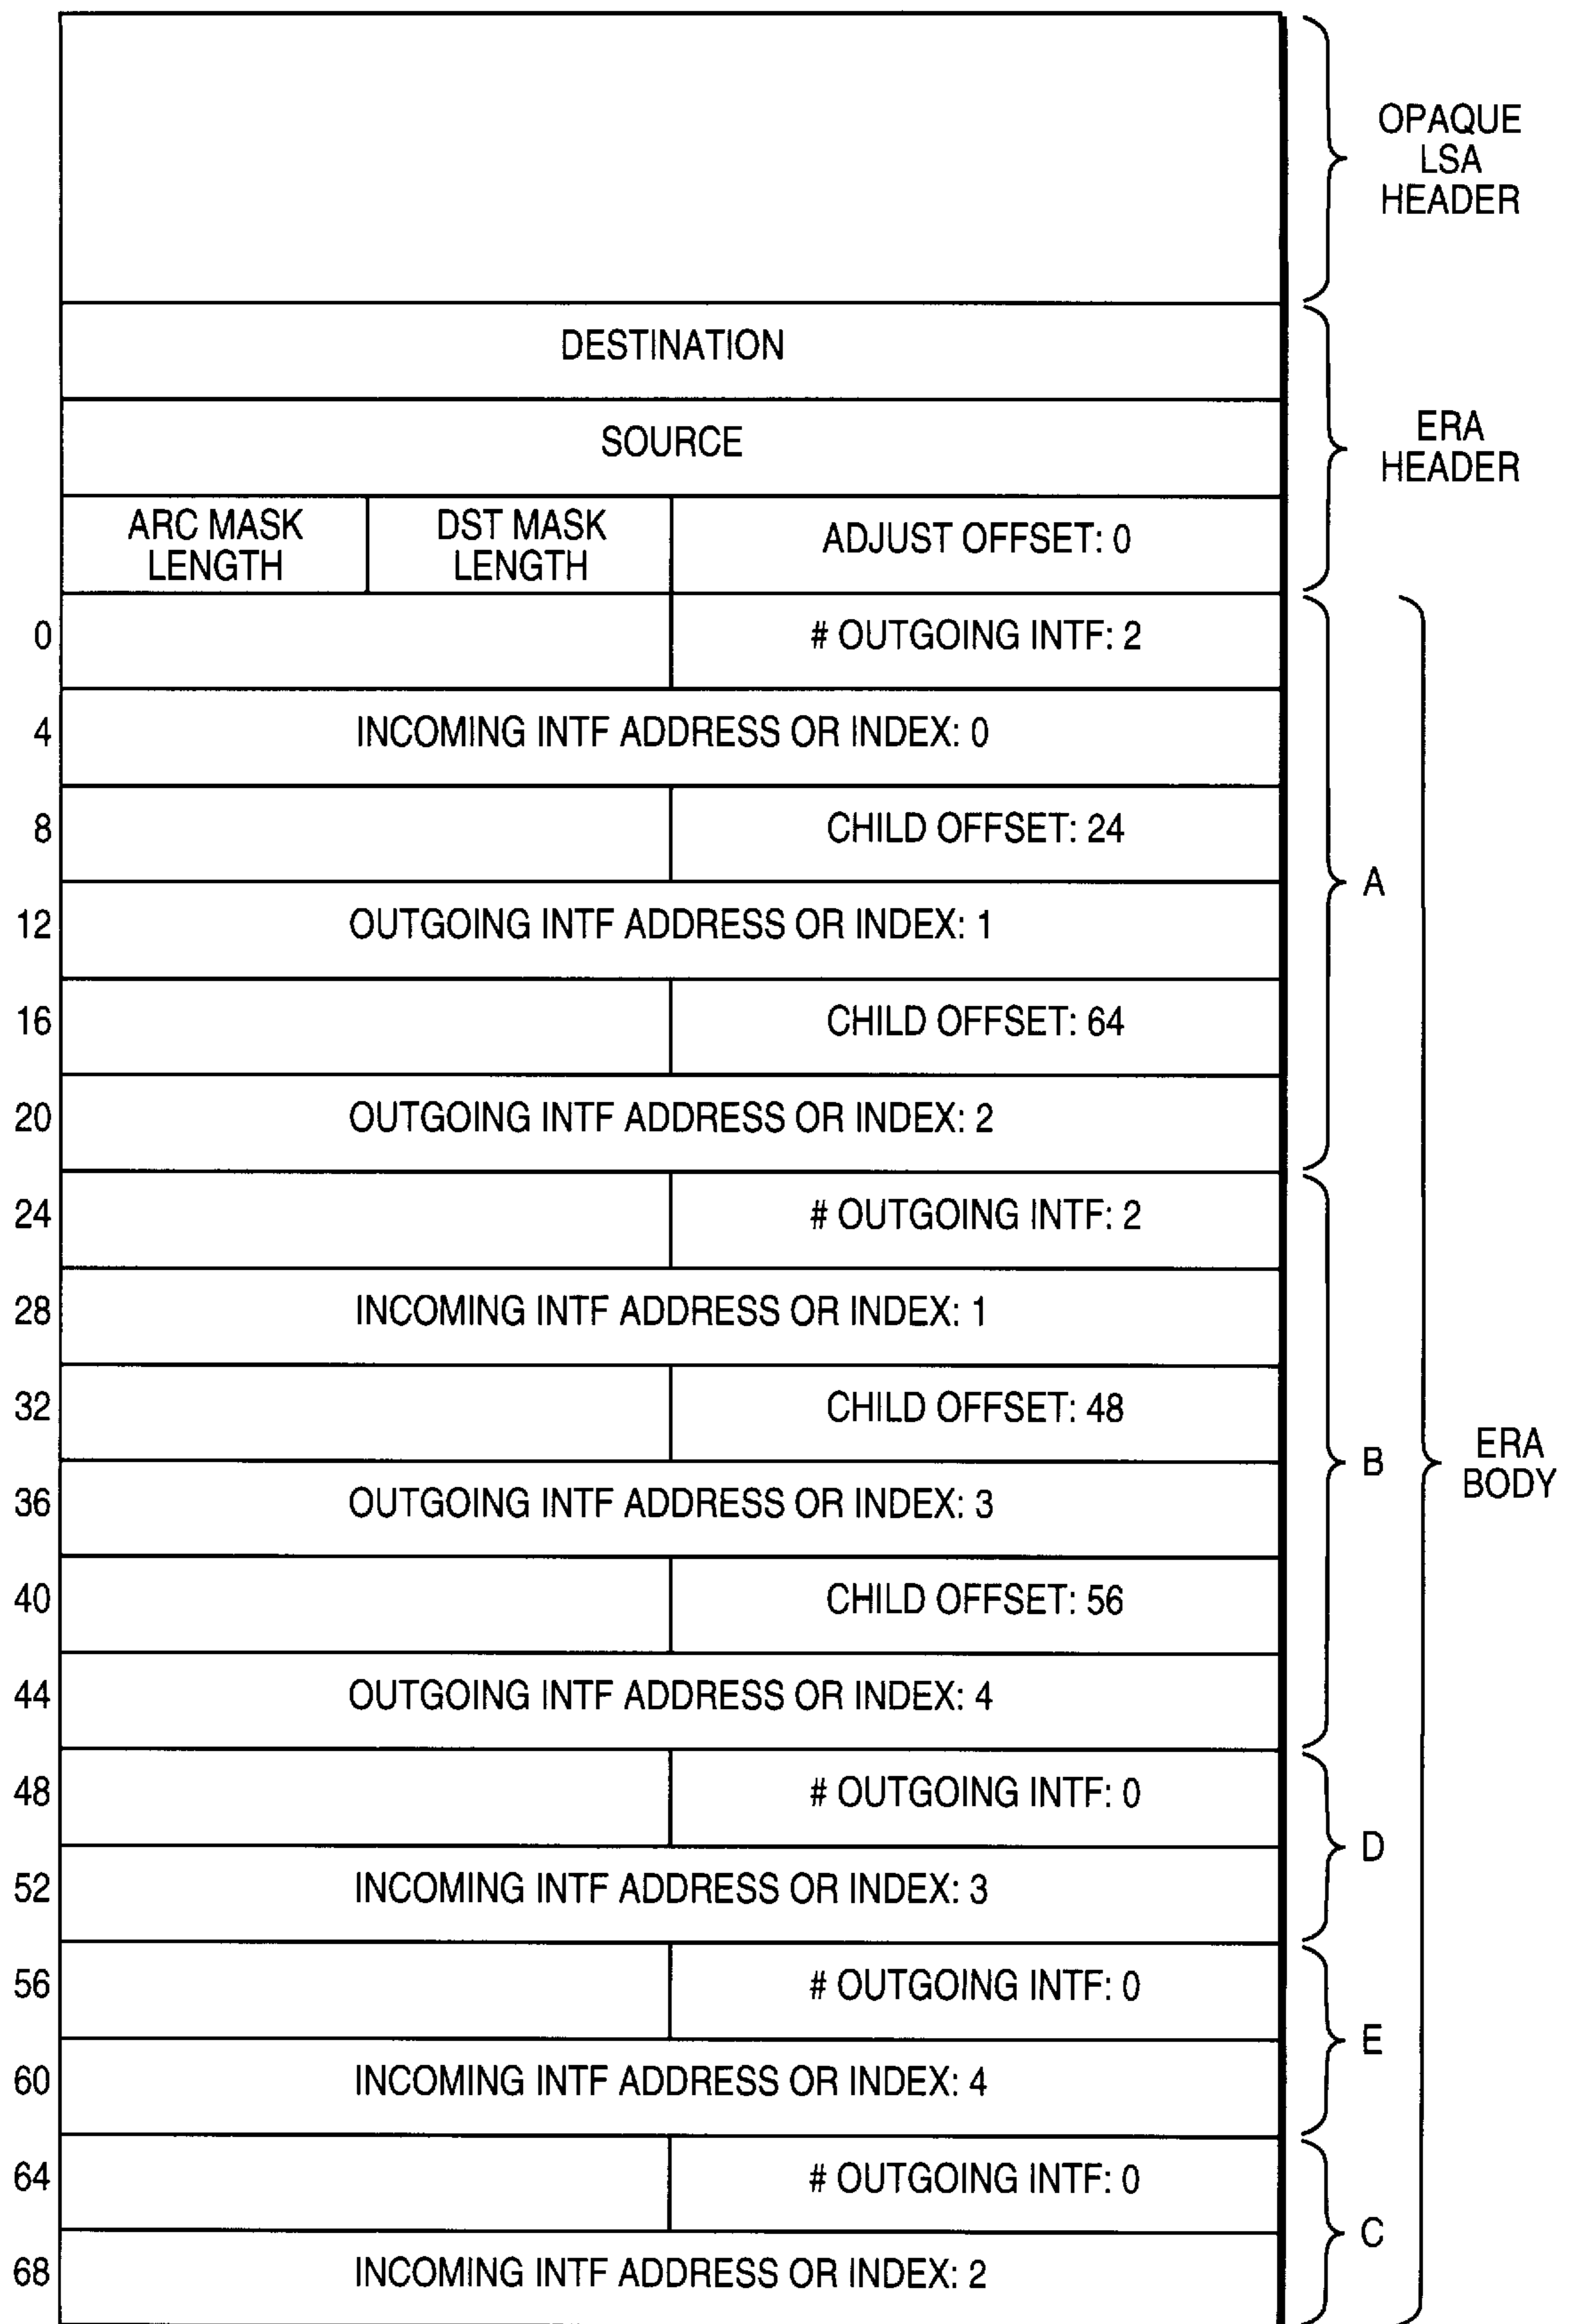 OPAQUE
LSA
HEADER
DESTINATION
SOURCE
ERA
HEADER
ARC MASK
LENGTH
DST MASK
LENGTH
ADJUST OFFSET: 0
0
# OUTGOING INTF: 2
4
INCOMING INTF ADDRESS OR INDEX: 0
8
CHILD OFFSET: 24
A
12
OUTGOING INTF ADDRESS OR INDEX: 1
16
CHILD OFFSET: 64
20
OUTGOING INTF ADDRESS OR INDEX: 2
24
# OUTGOING INTF: 2
28
INCOMING INTF ADDRESS OR INDEX: 1
32
CHILD OFFSET: 48
B
ERA
BODY
36
OUTGOING INTF ADDRESS OR INDEX: 3
40
CHILD OFFSET: 56
44
OUTGOING INTF ADDRESS OR INDEX: 4
48
# OUTGOING INTF: 0
D
52
INCOMING INTF ADDRESS OR INDEX: 3
56
# OUTGOING INTF: 0
E
60
INCOMING INTF ADDRESS OR INDEX: 4
64
# OUTGOING INTF: 0
C
68
INCOMING INTF ADDRESS OR INDEX: 2